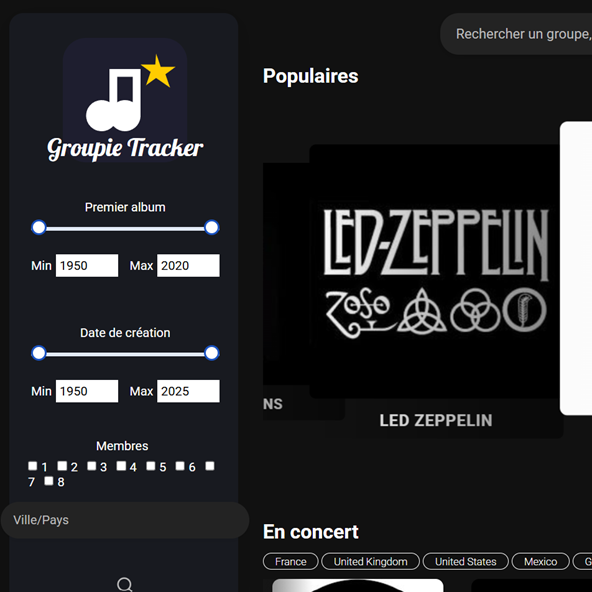 Groupie Tracker
Premier album
Min 1950 Max 2020
Date de création
Min 1950 Max 2025
Membres
1 2 3 4 5 6
7 8
Ville/Pays
Rechercher un groupe,
Populaires
LED-ZEPPELIN
ZOSO
NS
LED ZEPPELIN
En concert
France United Kingdom United States Mexico G